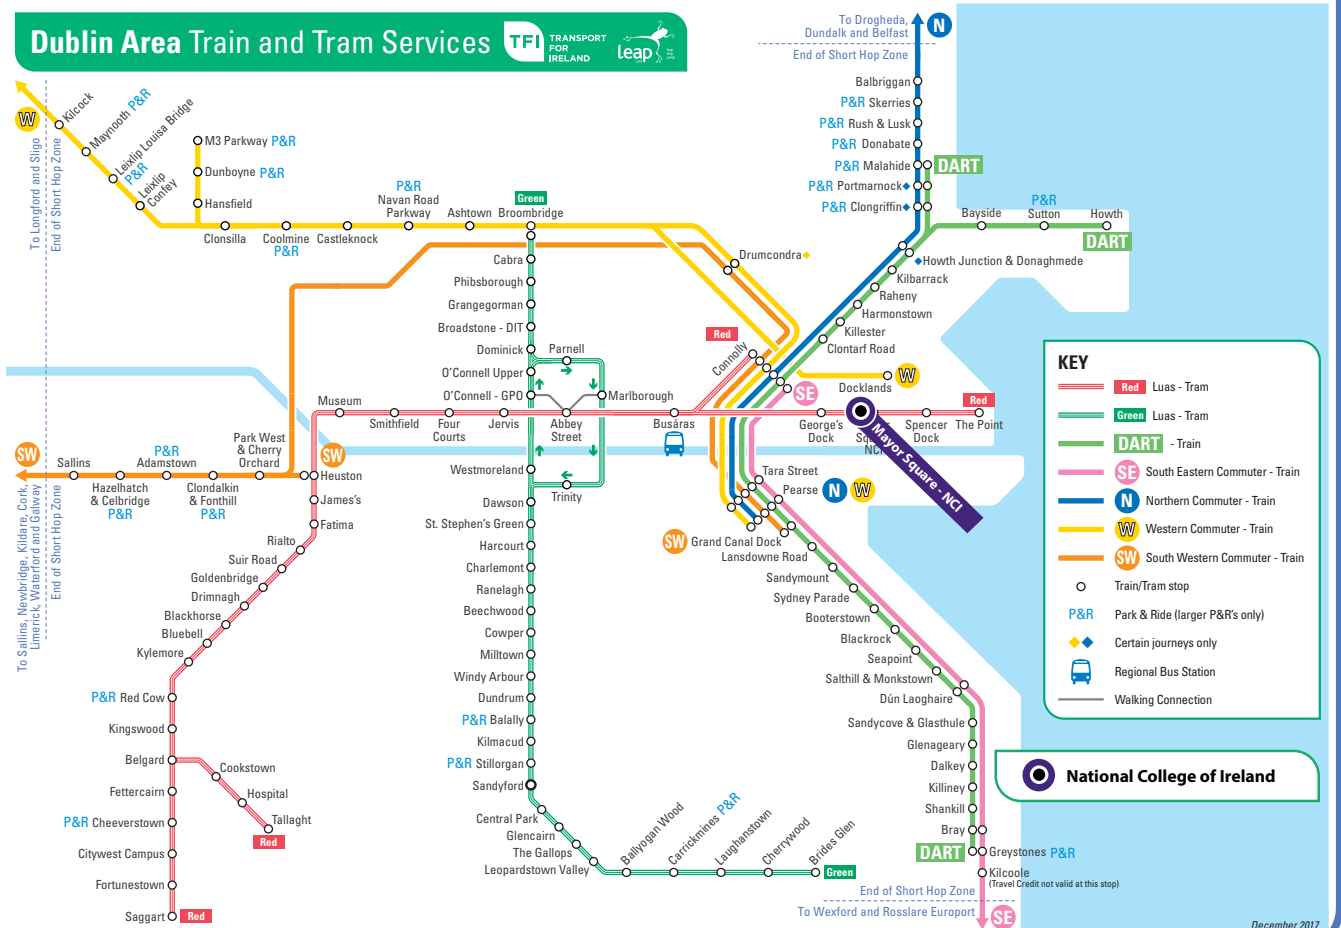 Dublin Area Train and Tram Services
TFI
TRANSPORT
FOR
IRELAND
leap
To Drogheda,
Dundalk and Belfast
N
End of Short Hop Zone
Balbriggan
P&R Skerries
P&R Rush & Lusk
P&R Donabate
P&R Malahide
DART
P&R Portmarnock
P&R Clongriffin
Bayside
P&R
Sutton
Howth
DART
Howth Junction & Donaghmede
Kilbarrack
Raheny
Harmonstown
Killester
Clontarf Road
W
To Longford and Sligo
End of Short Hop Zone
Kilcock
Maynooth P&R
Leixlip Louisa Bridge
P&R
Leixlip
Confey
M3 Parkway P&R
Dunboyne P&R
Hansfield
Clonsilla
Coolmine
P&R
Castleknock
P&R
Navan Road
Parkway
Ashtown
Green
Broombridge
Drumcondra
Cabra
Phibsborough
Grangegorman
Broadstone - DIT
Dominick
Parnell
O'Connell Upper
O'Connell - GPO
Marlborough
Red
Connolly
Docklands
W
SE
Museum
Smithfield
Four
Courts
Jervis
Abbey
Street
Busáras
George's
Dock
Mayor Square - NCI
Squ
NCI
Spencer
Dock
Red
The Point
SW
Sallins
Hazelhatch
& Celbridge
P&R
P&R
Adamstown
Clondalkin
& Fonthill
P&R
Park West
& Cherry
Orchard
SW
Heuston
James's
Fatima
Rialto
Suir Road
Goldenbridge
Drimnagh
Blackhorse
Bluebell
Kylemore
P&R Red Cow
Kingswood
Belgard
Cookstown
Hospital
Tallaght
Red
Fettercairn
P&R Cheeverstown
Citywest Campus
Fortunestown
Saggart
Red
To Sallins, Newbridge, Kildare, Cork,
Limerick, Waterford and Galway
End of Short Hop Zone
Westmoreland
Trinity
Dawson
St. Stephen's Green
Harcourt
Charlemont
Ranelagh
Beechwood
Cowper
Milltown
Windy Arbour
Dundrum
P&R Balally
Kilmacud
P&R Stillorgan
Sandyford
Central Park
Glencairn
The Gallops
Leopardstown Valley
Ballyogan Wood
Carrickmines P&R
Laughanstown
Cherrywood
Brides Glen
Green
Tara Street
Pearse
N
W
SW
Grand Canal Dock
Lansdowne Road
Sandymount
Sydney Parade
Booterstown
Blackrock
Seapoint
Salthill & Monkstown
Dún Laoghaire
Sandycove & Glasthule
Glenageary
Dalkey
Killiney
Shankill
Bray
DART
Greystones P&R
Kilcoole
(Travel Credit not valid at this stop)
End of Short Hop Zone
To Wexford and Rosslare Europort
SE
KEY
Red Luas - Tram
Green Luas - Tram
DART - Train
SE South Eastern Commuter - Train
N Northern Commuter - Train
W Western Commuter - Train
SW South Western Commuter - Train
Train/Tram stop
P&R Park & Ride (larger P&R's only)
Certain journeys only
Regional Bus Station
Walking Connection
National College of Ireland
December 2017